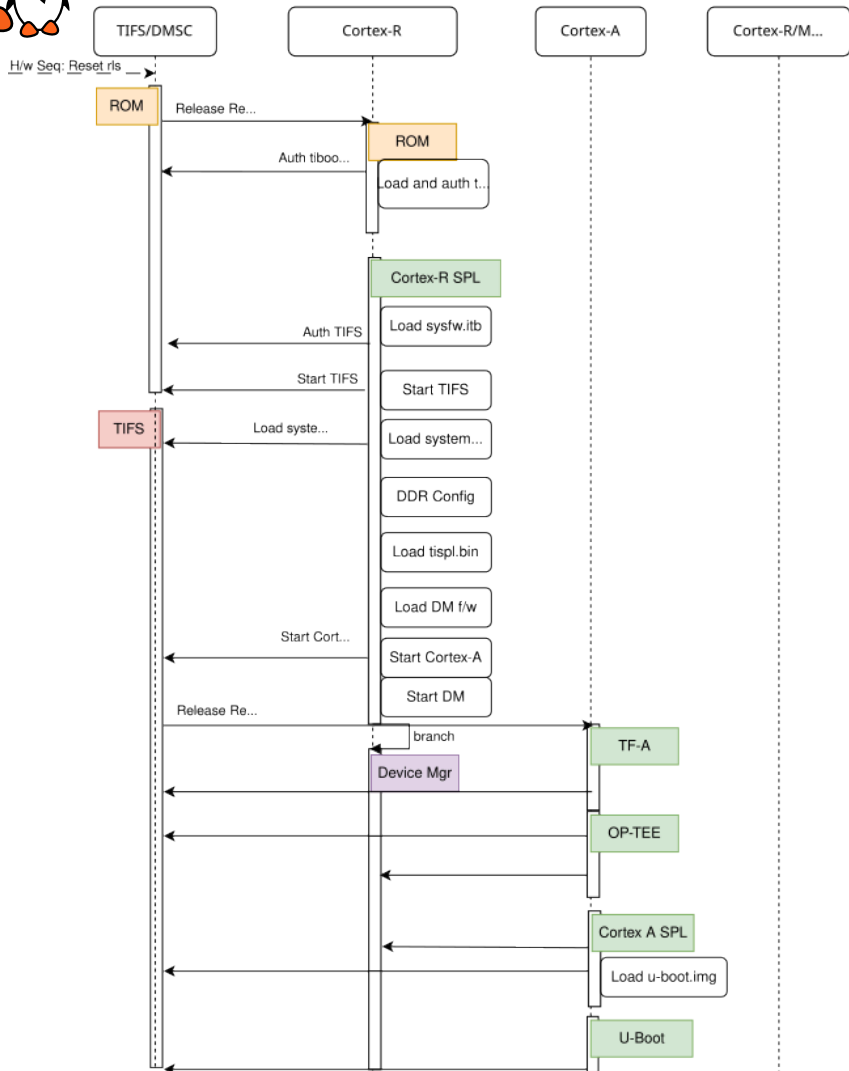 TIFS/DMSC
Cortex-R
Cortex-A
Cortex-R/M...
H/w Seq: Reset rls
ROM
Release Re...
ROM
Auth tiboo...
Load and auth t...
Cortex-R SPL
Load sysfw.itb
Auth TIFS
Start TIFS
Start TIFS
TIFS
Load syste...
Load system...
DDR Config
Load tispl.bin
Load DM f/w
Start Cort...
Start Cortex-A
Start DM
Release Re...
branch
TF-A
Device Mgr
OP-TEE
Cortex A SPL
Load u-boot.img
U-Boot